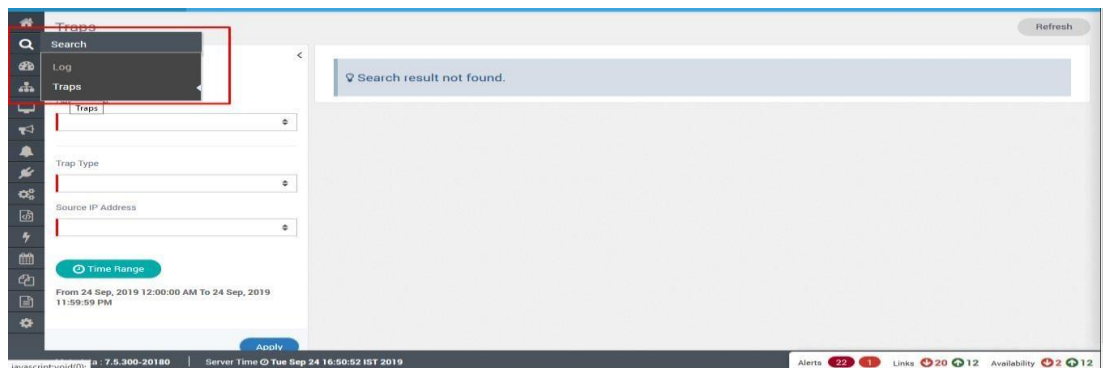 Traps
Refresh
Search
Log
Traps
Traps
Search result not found.
Trap Type
Source IP Address
Time Range
From 24 Sep, 2019 12:00:00 AM To 24 Sep, 2019
11:59:59 PM
Apply
: 7.5.300-20180 | Server Time Tue Sep 24 16:50:52 IST 2019
javascript:void(0);
Alerts 22 1 Links 20 12 Availability 2 12